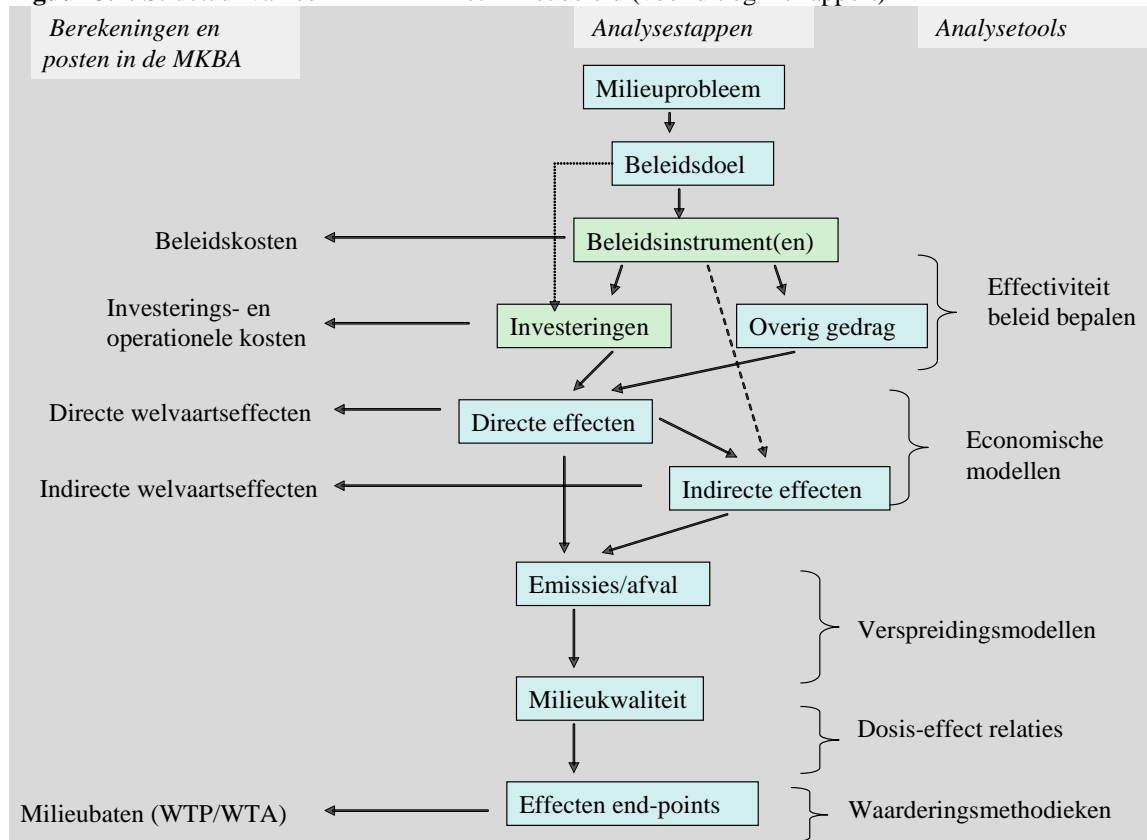 Berekeningen en
posten in de MKBA
Analysestappen
Analysetools
Milieuprobleem
Beleidsdoel
Beleidsinstrument(en)
Beleidskosten
Effectiviteit
beleid bepalen
Investerings- en
operationele kosten
Investeringen
Overig gedrag
Directe welvaartseffecten
Directe effecten
Economische
modellen
Indirecte welvaartseffecten
Indirecte effecten
Emissies/afval
Verspreidingsmodellen
Milieukwaliteit
Dosis-effect relaties
Milieubaten (WTP/WTA)
Effecten end-points
Waarderingsmethodieken